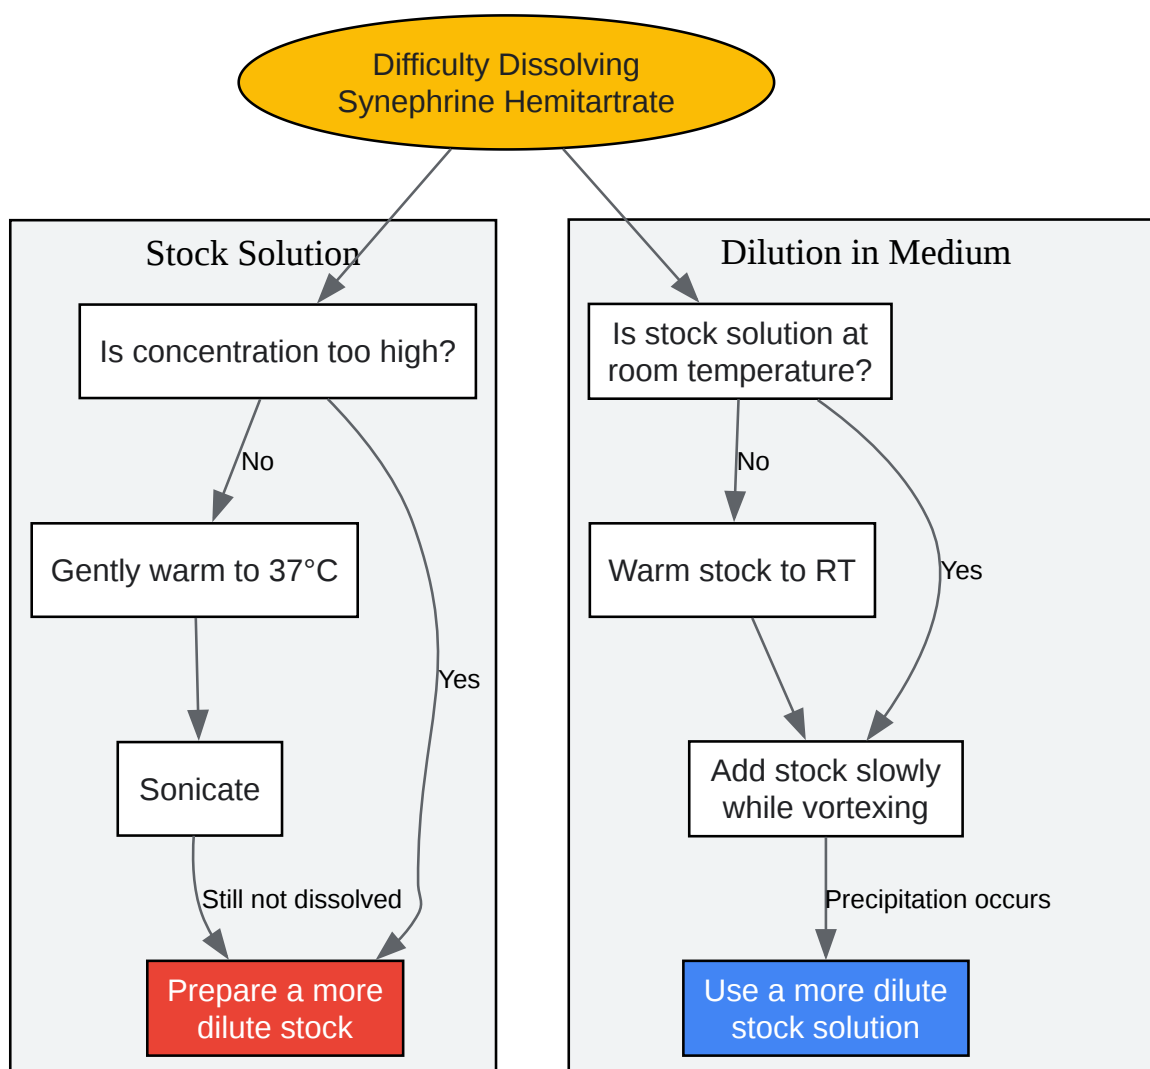 Difficulty Dissolving
Synephrine Hemitartrate
Stock Solution
Is concentration too high?
No
Gently warm to 37°C
Yes
Sonicate
Still not dissolved
Prepare a more
dilute stock
Dilution in Medium
Is stock solution at
room temperature?
No
Warm stock to RT
Yes
Add stock slowly
while vortexing
Precipitation occurs
Use a more dilute
stock solution